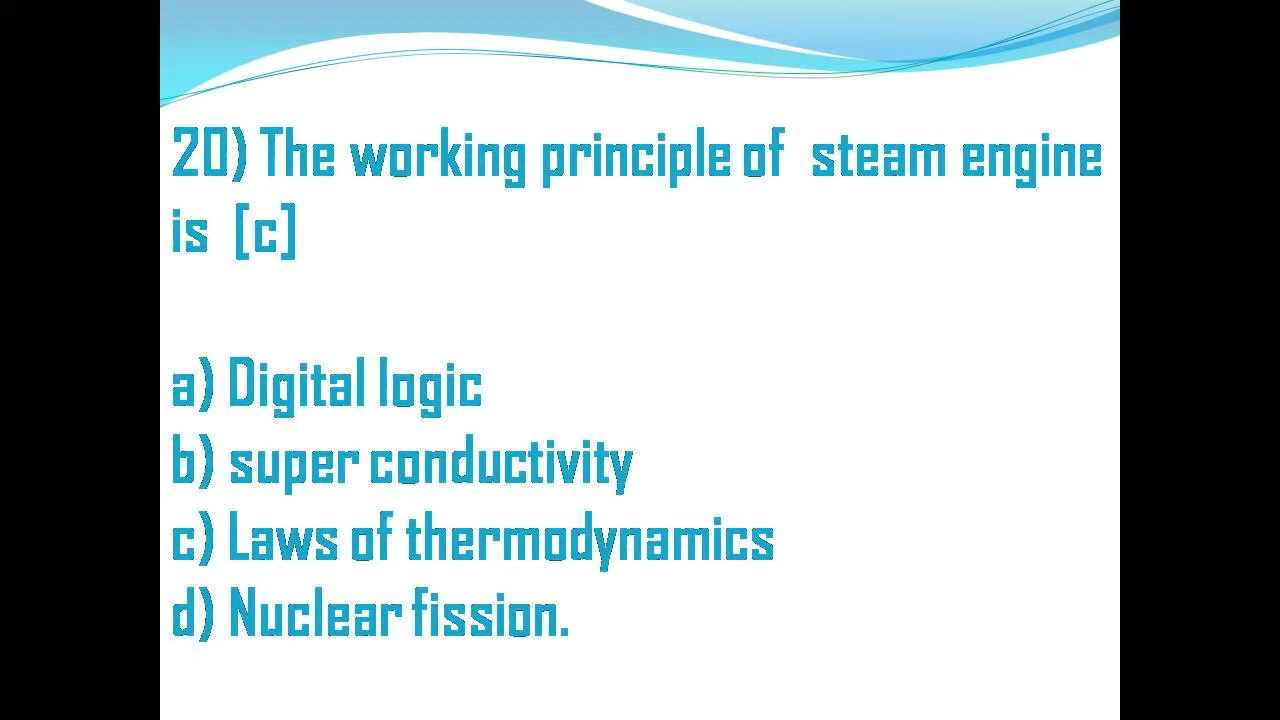 20) The working principle of steam engine
is [c]
a) Digital logic
b) super conductivity
c) Laws of thermodynamics
d) Nuclear fission.